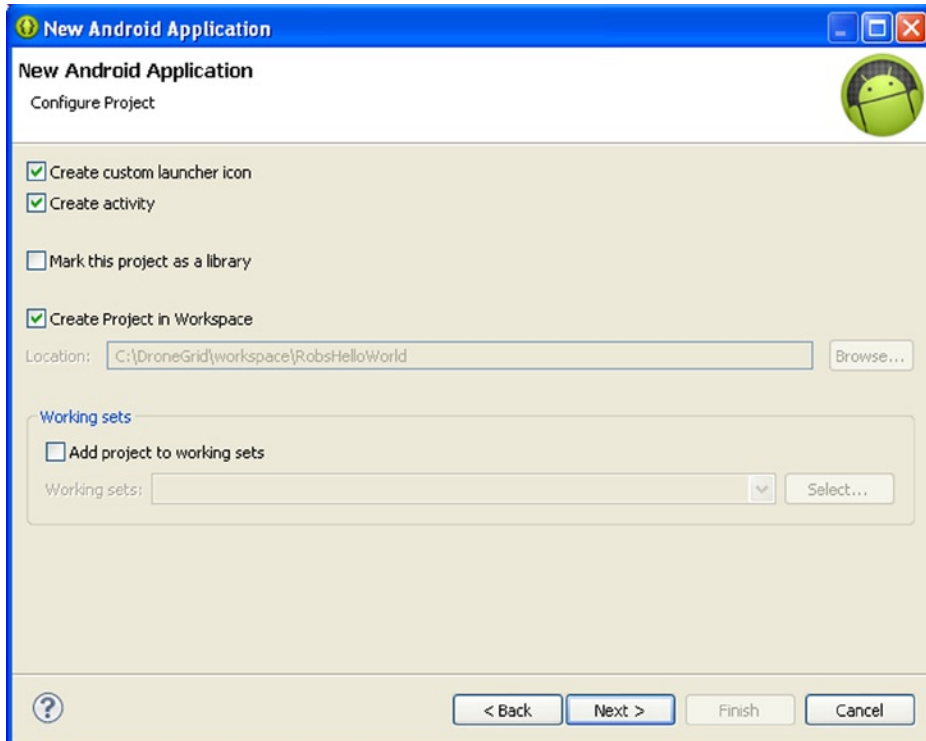 New Android Application
New Android Application
Configure Project
Create custom launcher icon
Create activity
Mark this project as a library
Create Project in Workspace
Location: C:\DroneGrid\workspace\RobsHelloWorld Browse...
Working sets
Add project to working sets
Working sets: Select...
? < Back Next > Finish Cancel